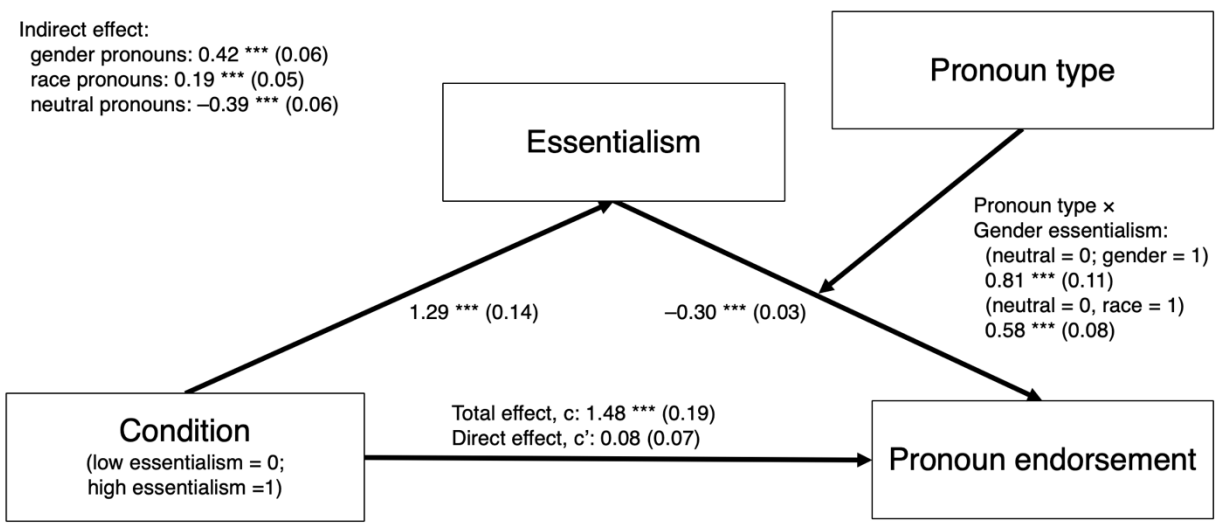 Indirect effect:
gender pronouns: 0.42 *** (0.06)
race pronouns: 0.19 *** (0.05)
neutral pronouns: –0.39 *** (0.06)
Pronoun type
Essentialism
Pronoun type ×
Gender essentialism:
(neutral = 0; gender = 1)
0.81 *** (0.11)
(neutral = 0, race = 1)
0.58 *** (0.08)
1.29 *** (0.14)
–0.30 *** (0.03)
Condition
(low essentialism = 0;
high essentialism =1)
Total effect, c: 1.48 *** (0.19)
Direct effect, c’: 0.08 (0.07)
Pronoun endorsement